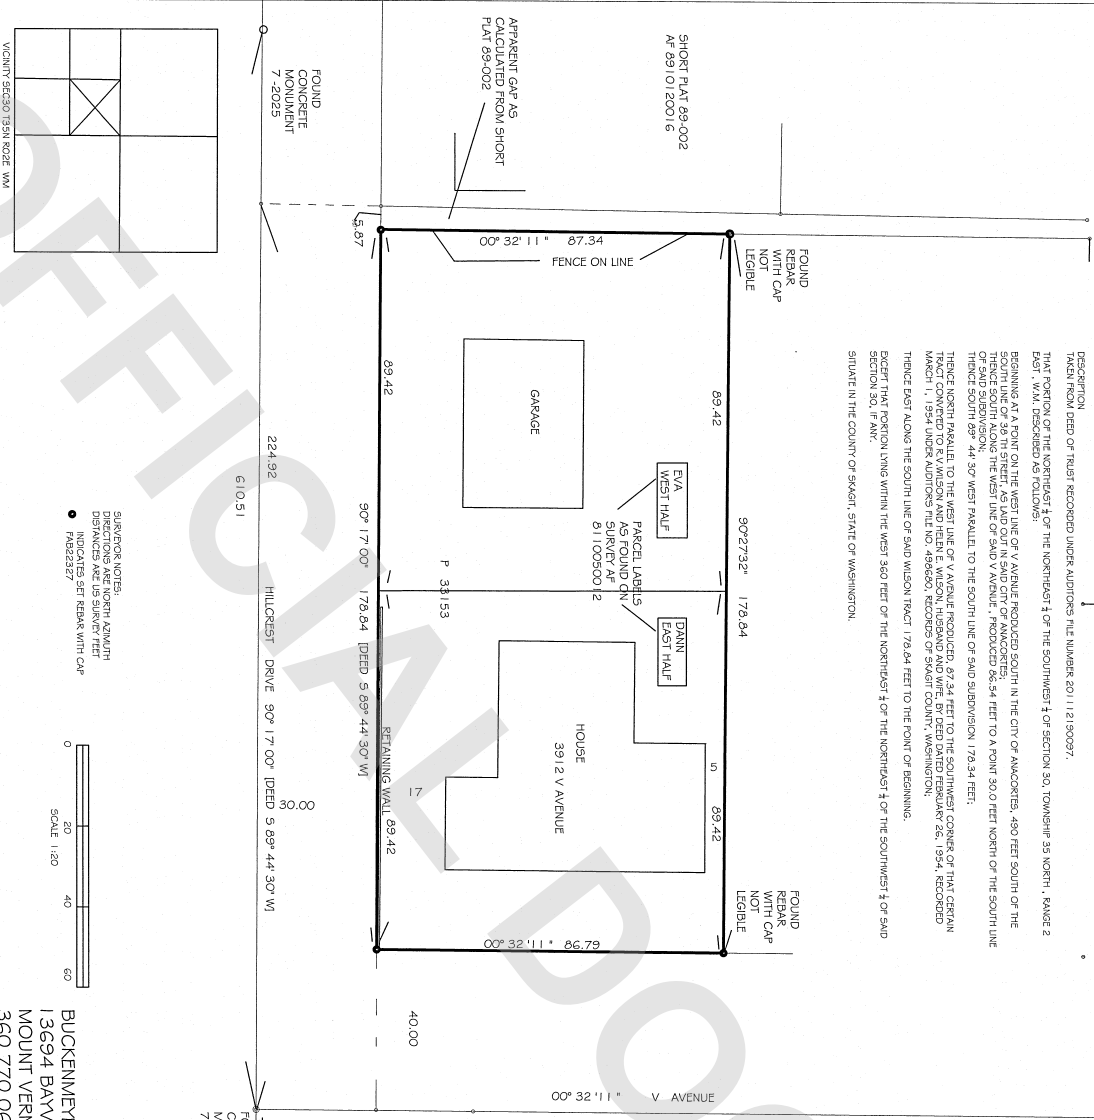 DESCRIPTION
TAKEN FROM DEED OF TRUST RECORDED UNDER AUDITOR'S FILE NUMBER 201112190097.
THAT PORTION OF THE NORTHEAST ¼ OF THE NORTHEAST ¼ OF THE SOUTHWEST ¼ OF SECTION 30, TOWNSHIP 35 NORTH , RANGE 2
EAST , W.M. DESCRIBED AS FOLLOWS:
BEGINNING AT A POINT ON THE WEST LINE OF V AVENUE PRODUCED SOUTH IN THE CITY OF ANACORTES, 490 FEET SOUTH OF THE
SOUTH LINE OF 38 TH STREET, AS LAID OUT IN SAID CITY OF ANACORTES;
THENCE SOUTH ALONG THE WEST LINE OF SAID V AVENUE , PRODUCED 86.54 FEET TO A POINT 30.0 FEET NORTH OF THE SOUTH LINE
OF SAID SUBDIVISION;
THENCE SOUTH 89° 44' 30" WEST PARALLEL TO THE SOUTH LINE OF SAID SUBDIVISION 178.34 FEET;
THENCE NORTH PARALLEL TO THE WEST LINE OF V AVENUE PRODUCED, 87.34 FEET TO THE SOUTHWEST CORNER OF THAT CERTAIN
TRACT CONVEYED TO R.V.WILSON AND HELEN E. WILSON, HUSBAND AND WIFE, BY DEED DATED FEBRUARY 26, 1954, RECORDED
MARCH 1, 1954 UNDER AUDITOR'S FILE NO. 498680, RECORDS OF SKAGIT COUNTY, WASHINGTON;
THENCE EAST ALONG THE SOUTH LINE OF SAID WILSON TRACT 178.84 FEET TO THE POINT OF BEGINNING.
EXCEPT THAT PORTION LYING WITHIN THE WEST 360 FEET OF THE NORTHEAST ¼ OF THE NORTHEAST ¼ OF THE SOUTHWEST ¼ OF SAID
SECTION 30, IF ANY.
SITUATE IN THE COUNTY OF SKAGIT, STATE OF WASHINGTON.
SHORT PLAT 89-002
AF 8910120016
APPARENT GAP AS
CALCULATED FROM SHORT
PLAT 89-002
FOUND
REBAR
WITH CAP
NOT
LEGIBLE
FOUND
REBAR
WITH CAP
NOT
LEGIBLE
90°27'32" 178.84
89.42
89.42
00° 32' 11 " 87.34
FENCE ON LINE
EVA
WEST HALF
PARCEL LABELS
AS FOUND ON
SURVEY AF
8110050012
DANN
EAST HALF
GARAGE
HOUSE
3912 V AVENUE
5
17
P 33153
00° 32 '11 " 86.79
89.42
RETAINING WALL 89.42
90° 17' 00" 178.84 [DEED S 89° 44' 30" W]
5.87
FOUND
CONCRETE
MONUMENT
7 -2025
224.92
HILLCREST DRIVE 90° 17' 00" [DEED S 89° 44' 30" W]
610.51
30.00
40.00
00° 32 '11 " V AVENUE
SURVEYOR NOTES:
DIRECTIONS ARE NORTH AZIMUTH
DISTANCES ARE US SURVEY FEET
INDICATES SET REBAR WITH CAP
FAB22327
0 20 40 60
SCALE 1:20
VICINITY SEC30 T35N R02E WM
BUCKENMEY
13694 BAYV
MOUNT VERN
360 770 06
OFFICIAL DO